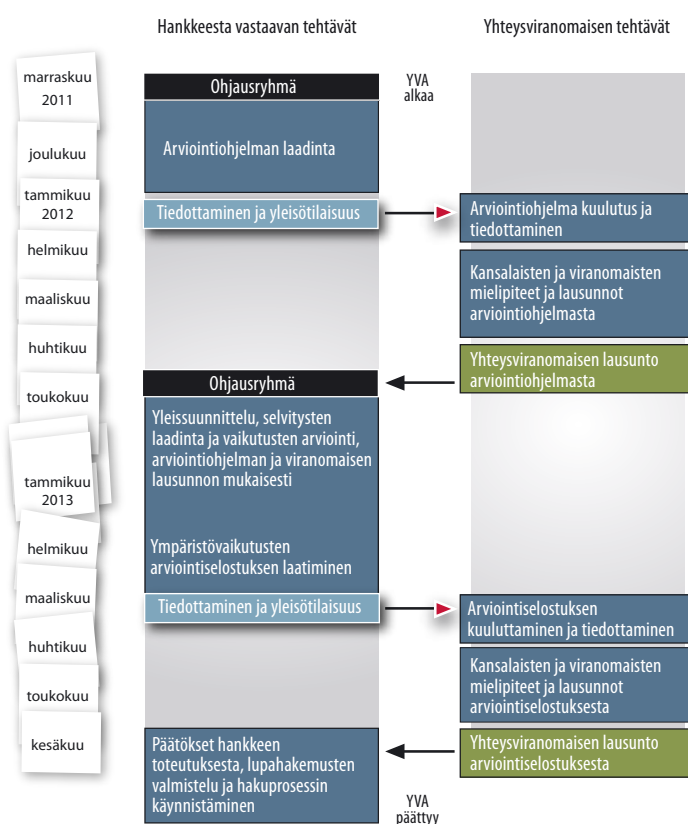 Hankkeesta vastaavan tehtävät
Yhteysviranomaisen tehtävät
marraskuu
2011
joulukuu
tammikuu
2012
helmikuu
maaliskuu
huhtikuu
toukokuu
tammikuu
2013
helmikuu
maaliskuu
huhtikuu
toukokuu
kesäkuu
Ohjausryhmä
YVA
alkaa
Arviointiohjelman laadinta
Tiedottaminen ja yleisötilaisuus
Arviointiohjelma kuulutus ja
tiedottaminen
Kansalaisten ja viranomaisten
mielipiteet ja lausunnot
arviointiohjelmasta
Yhteysviranomaisen lausunto
arviointiohjelmasta
Ohjausryhmä
Yleissuunnittelu, selvitysten
laadinta ja vaikutusten arviointi,
arviointiohjelman ja viranomaisen
lausunnon mukaisesti
Ympäristövaikutusten
arviointiselostuksen laatiminen
Tiedottaminen ja yleisötilaisuus
Arviointiselostuksen
kuuluttaminen ja tiedottaminen
Kansalaisten ja viranomaisten
mielipiteet ja lausunnot
arviointiselostuksesta
Yhteysviranomaisen lausunto
arviointiselostuksesta
Päätökset hankkeen
toteutuksesta, lupahakemusten
valmistelu ja hakuprosessin
käynnistäminen
YVA
päättyy